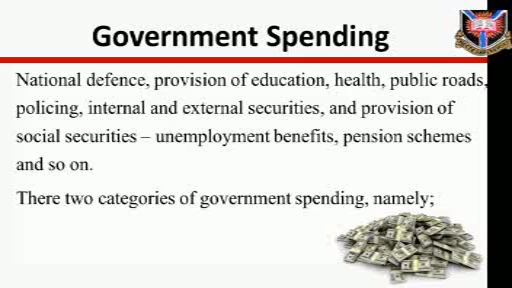 Government Spending
National defence, provision of education, health, public roads,
policing, internal and external securities, and provision of
social securities – unemployment benefits, pension schemes
and so on.
There two categories of government spending, namely;